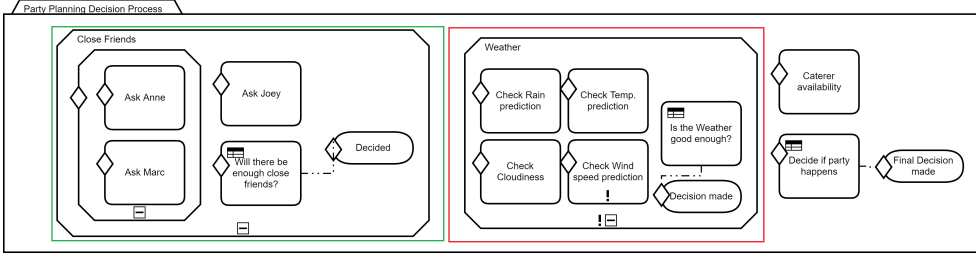 Party Planning Decision Process
Close Friends
Ask Anne
Ask Marc
Ask Joey
Will there be
enough close
friends?
Decided
Weather
Check Rain
prediction
Check Temp.
prediction
Check
Cloudiness
Check Wind
speed prediction
!
Is the Weather
good enough?
Decision made
!
Caterer
availability
Decide if party
happens
Final Decision
made